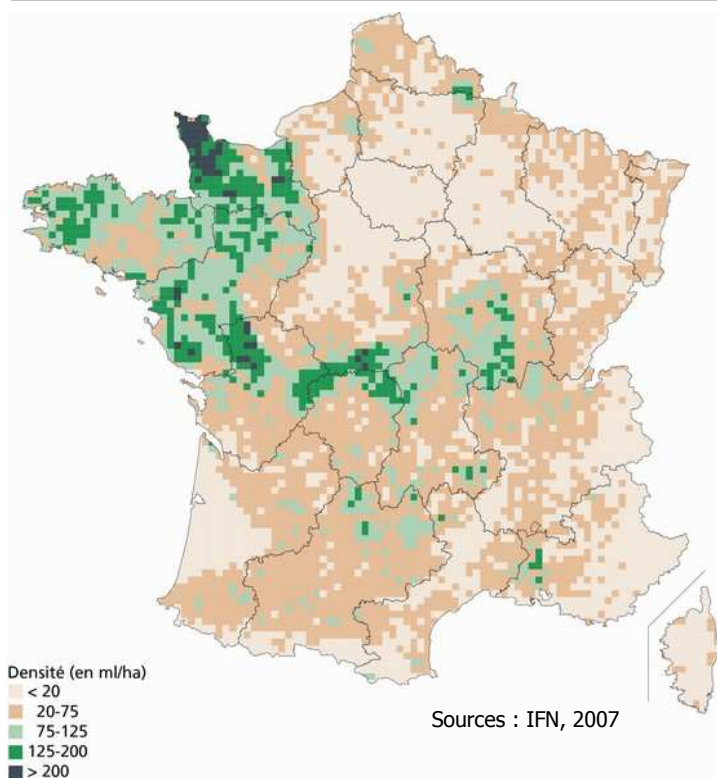 Densité (en ml/ha)
< 20
20-75
75-125
125-200
> 200
Sources : IFN, 2007